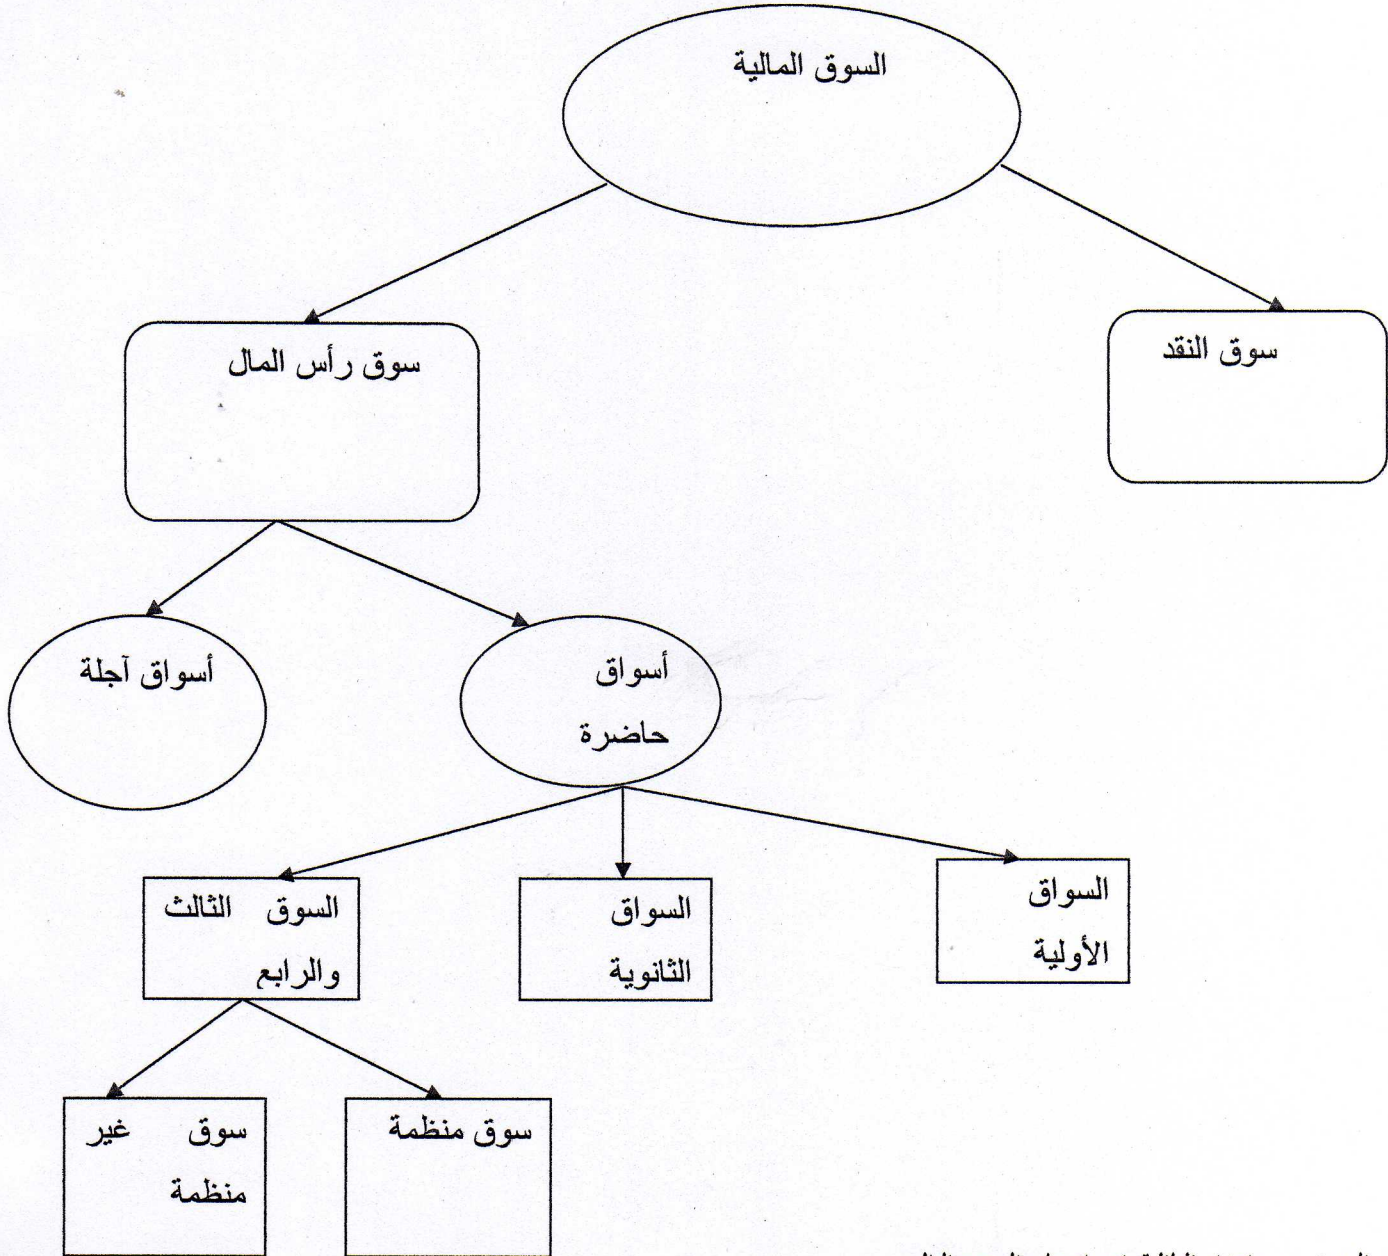 السوق المالية
سوق النقد
سوق رأس المال
أسواق
حاضرة
أسواق آجلة
السواق
الأولية
السواق
الثانوية
السوق الثالث
والرابع
سوق منظمة
سوق غير
منظمة